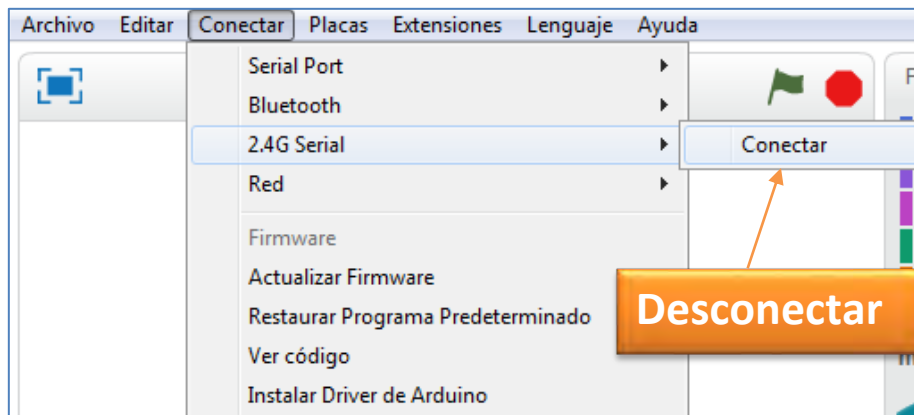 Archivo Editar Conectar Placas Extensiones Lenguaje Ayuda
Serial Port
Bluetooth
2.4G Serial
Conectar
Red
Firmware
Actualizar Firmware
Desconectar
Restaurar Programa Predeterminado
Ver código
Instalar Driver de Arduino